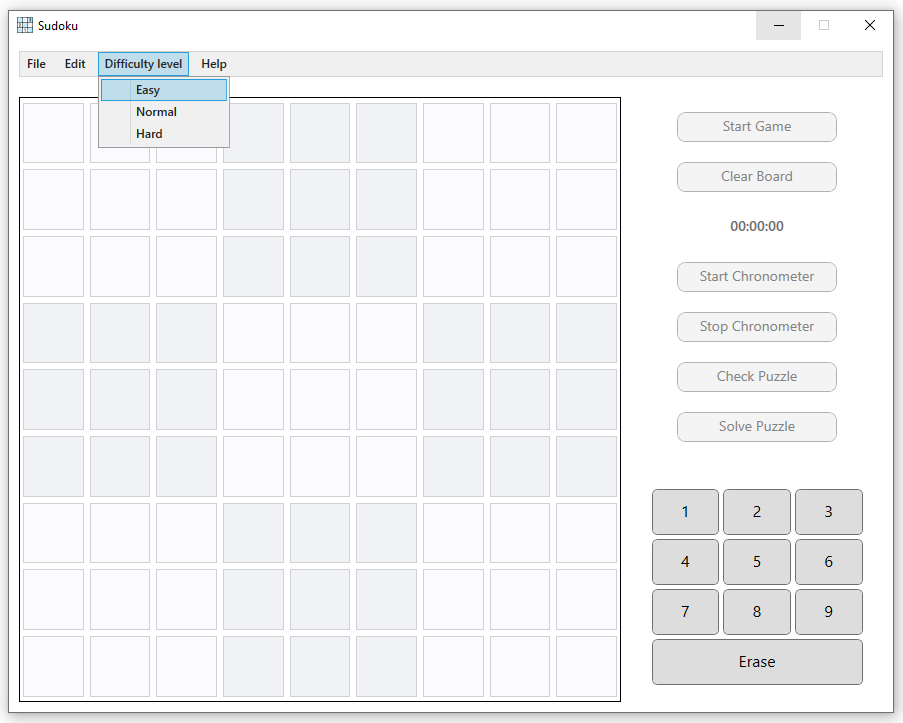 Sudoku
File Edit Difficulty level Help
Easy
Normal
Hard
Start Game
Clear Board
00:00:00
Start Chronometer
Stop Chronometer
Check Puzzle
Solve Puzzle
1 2 3
4 5 6
7 8 9
Erase